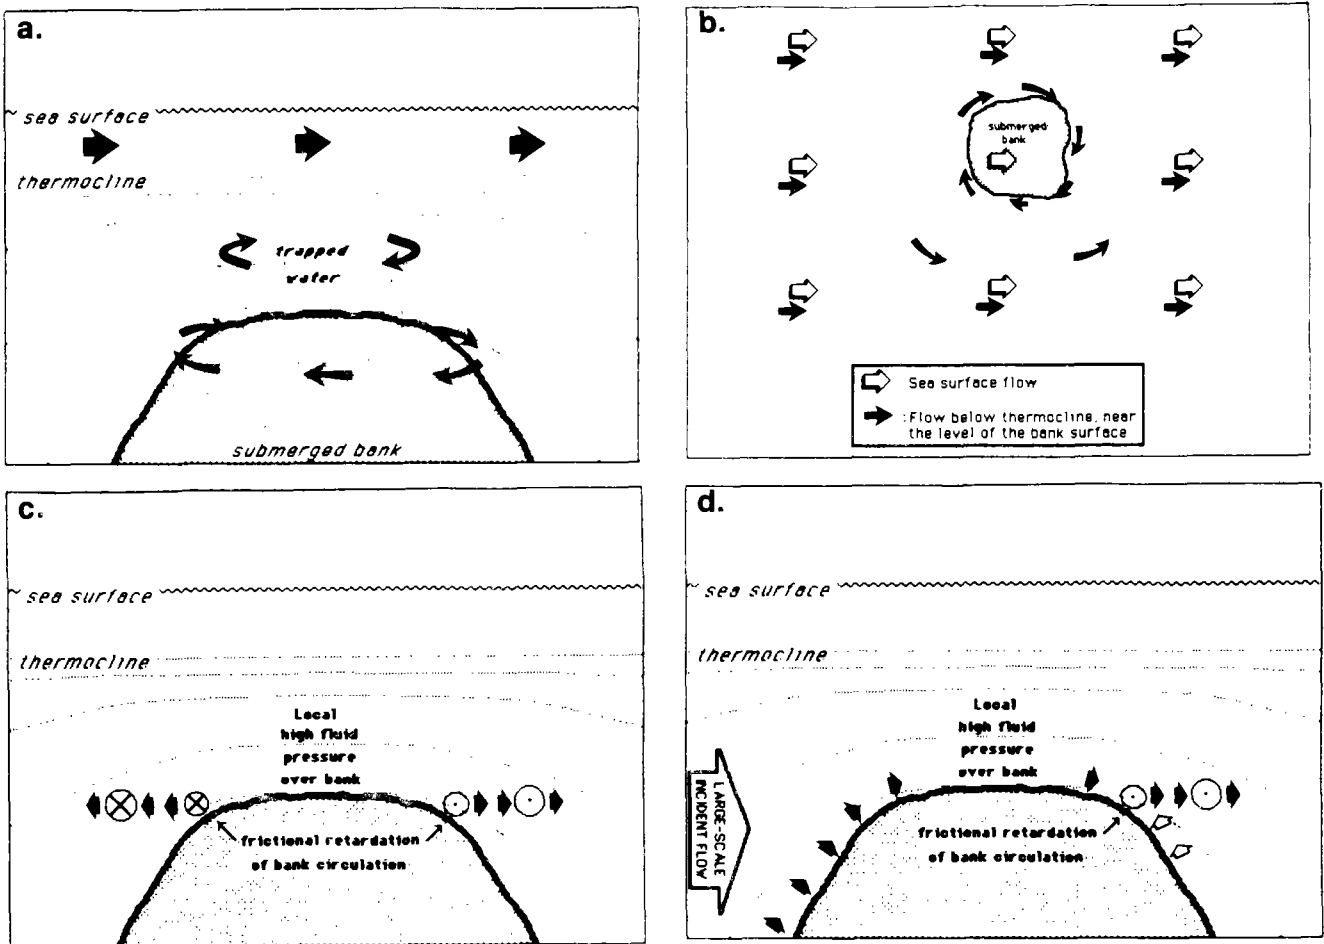 a.
sea surface
thermocline
trapped
water
submerged bank
b.
submerged
bank
Sea surface flow
:Flow below thermocline, near
the level of the bank surface
c.
sea surface
thermocline
Local
high fluid
pressure
over bank
frictional retardation
of bank circulation
d.
sea surface
thermocline
Local
high fluid
pressure
over bank
LARGE-SCALE
INCIDENT FLOW
frictional retardation
of bank circulation